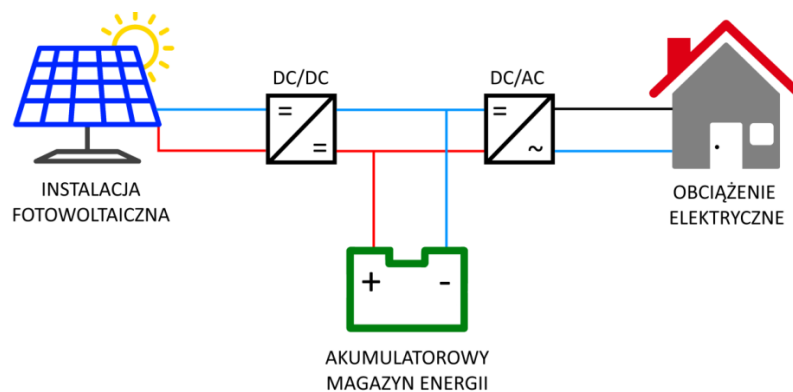 DC/DC
DC/AC
=
=
=
~
INSTALACJA
FOTOWOLTAICZNA
OBCIĄŻENIE
ELEKTRYCZNE
+
-
AKUMULATOROWY
MAGAZYN ENERGII